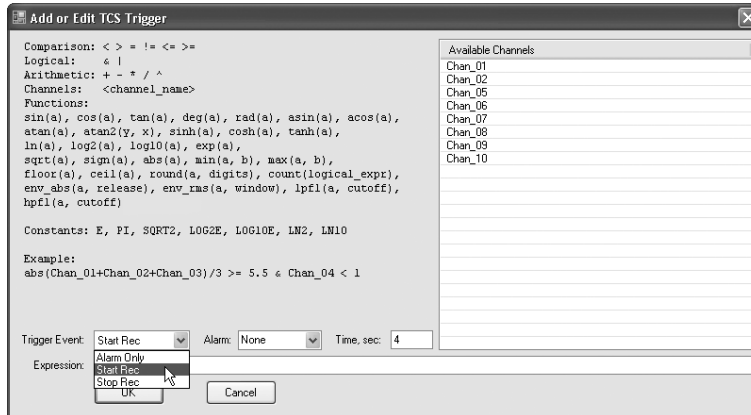 Add or Edit TCS Trigger
Comparison: < > = != <= >=
Logical: & |
Arithmetic: + - * / ^
Channels: <channel_name>
Functions:
sin(a), cos(a), tan(a), deg(a), rad(a), asin(a), acos(a),
atan(a), atan2(y, x), sinh(a), cosh(a), tanh(a),
ln(a), log2(a), log10(a), exp(a),
sqrt(a), sign(a), abs(a), min(a, b), max(a, b),
floor(a), ceil(a), round(a, digits), count(logical_expr),
env_abs(a, release), env_rms(a, window), lpf1(a, cutoff),
hpf1(a, cutoff)
Constants: E, PI, SQRT2, LOG2E, LOG10E, LN2, LN10
Example:
abs(Chan_01+Chan_02+Chan_03)/3 >= 5.5 & Chan_04 < 1
Available Channels
Chan_01
Chan_02
Chan_05
Chan_06
Chan_07
Chan_08
Chan_09
Chan_10
Trigger Event: Start Rec Alarm: None Time, sec: 4
Alarm Only
Start Rec
Stop Rec
Expression:
OK Cancel